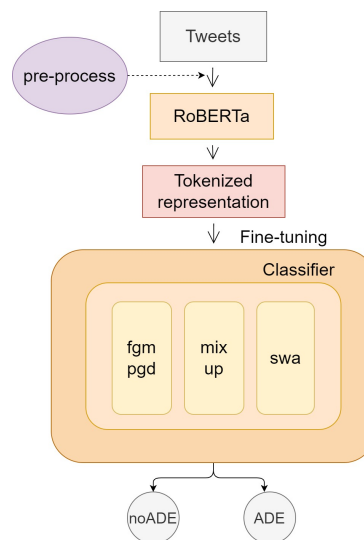 Tweets
pre-process
RoBERTa
Tokenized
representation
Fine-tuning
Classifier
fgm
pgd
mix
up
swa
noADE
ADE